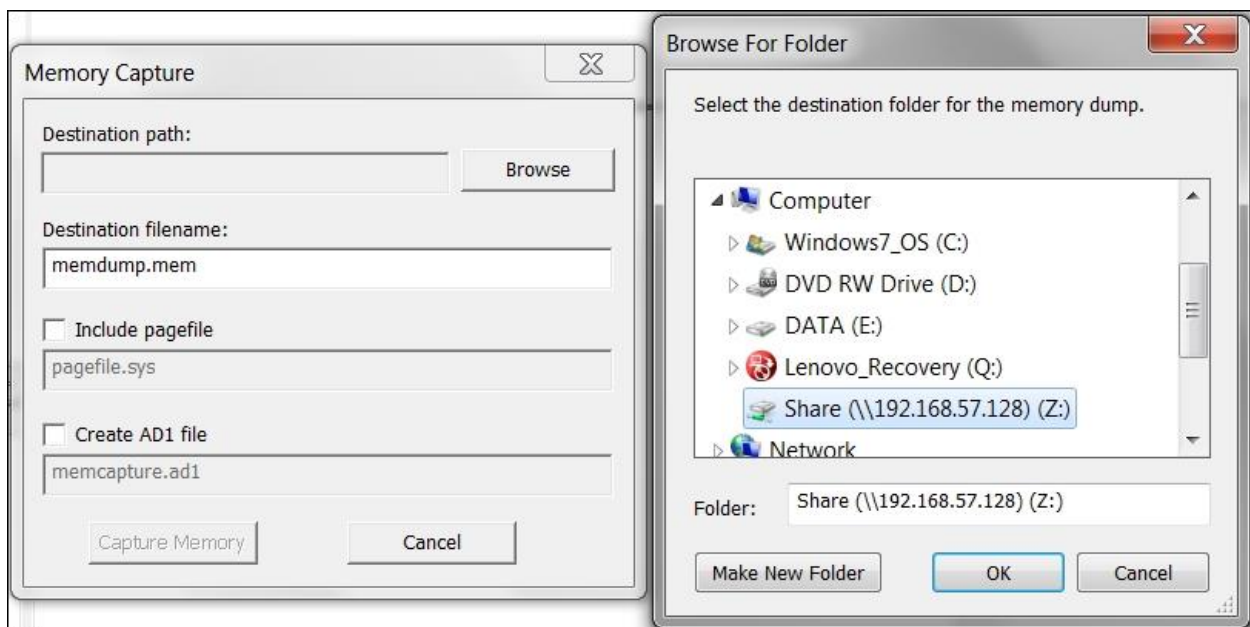 Memory Capture
Destination path:
Browse
Destination filename:
memdump.mem
Include pagefile
pagefile.sys
Create AD1 file
memcapture.ad1
Capture Memory
Cancel
Browse For Folder
Select the destination folder for the memory dump.
Computer
Windows7_OS (C:)
DVD RW Drive (D:)
DATA (E:)
Lenovo_Recovery (Q:)
Share (\\192.168.57.128) (Z:)
Network
Folder:
Share (\\192.168.57.128) (Z:)
Make New Folder
OK
Cancel